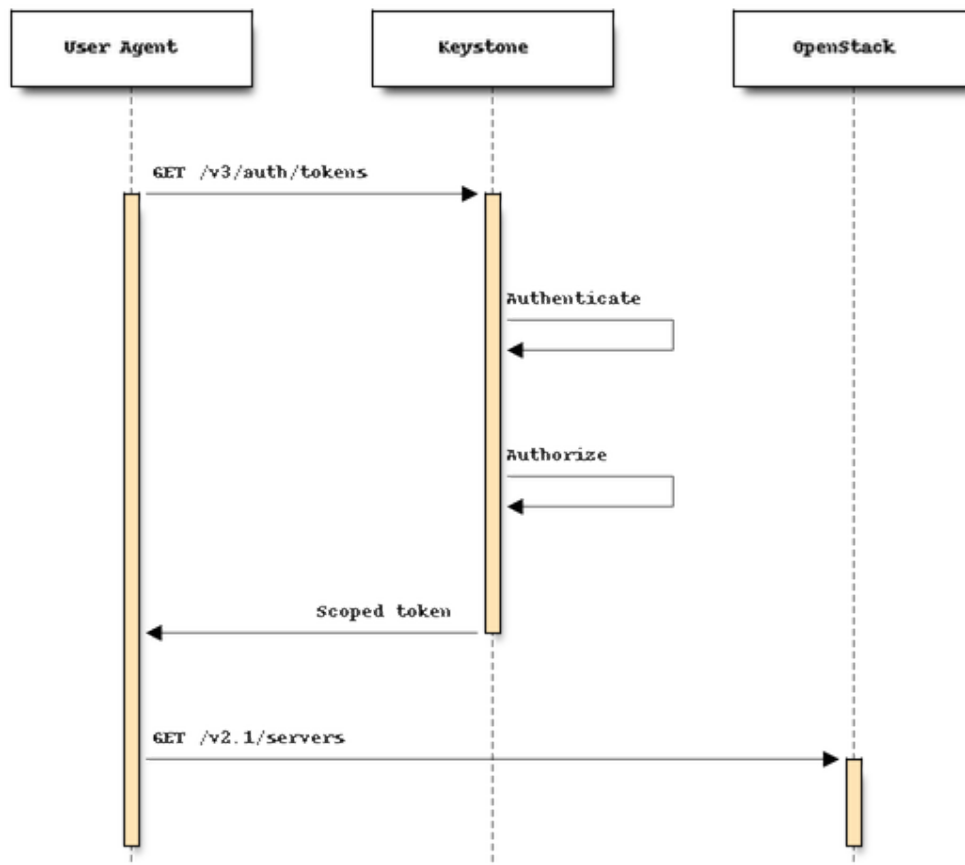 User Agent
Keystone
OpenStack
GET /v3/auth/tokens
Authenticate
Authorize
Scoped token
GET /v2.1/servers